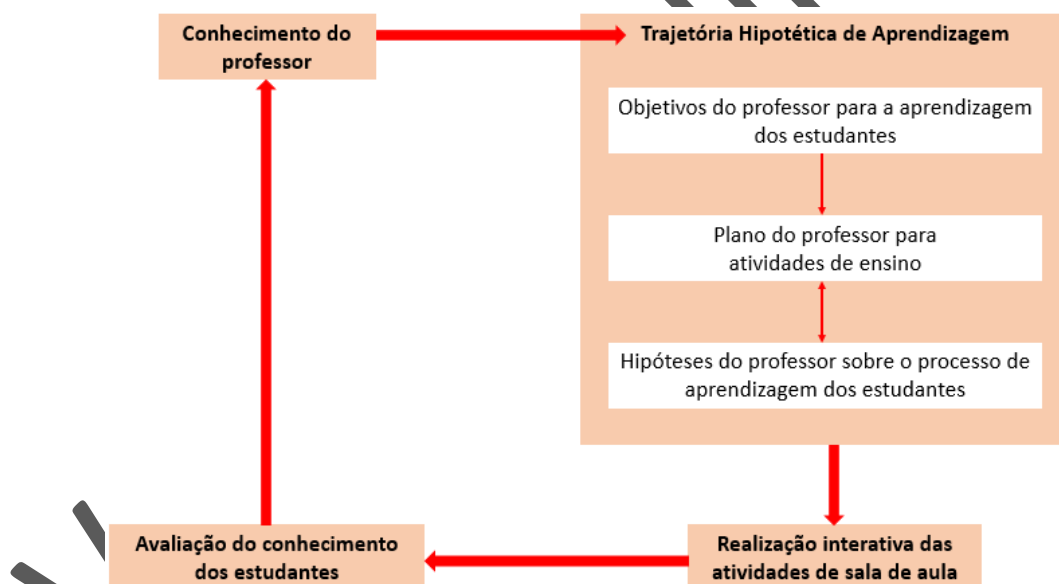 Conhecimento do
professor
Trajetória Hipotética de Aprendizagem
Objetivos do professor para a aprendizagem
dos estudantes
Plano do professor para
atividades de ensino
Hipóteses do professor sobre o processo de
aprendizagem dos estudantes
Avaliação do conhecimento
dos estudantes
Realização interativa das
atividades de sala de aula